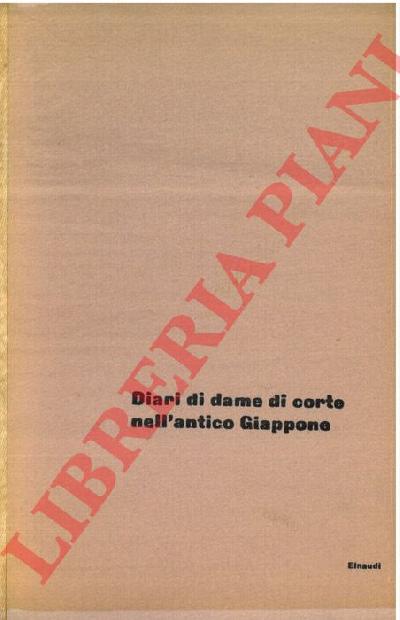 Diari di dame di corte
nell'antico Giappone
Einaudi
LIBRERIA PIANI